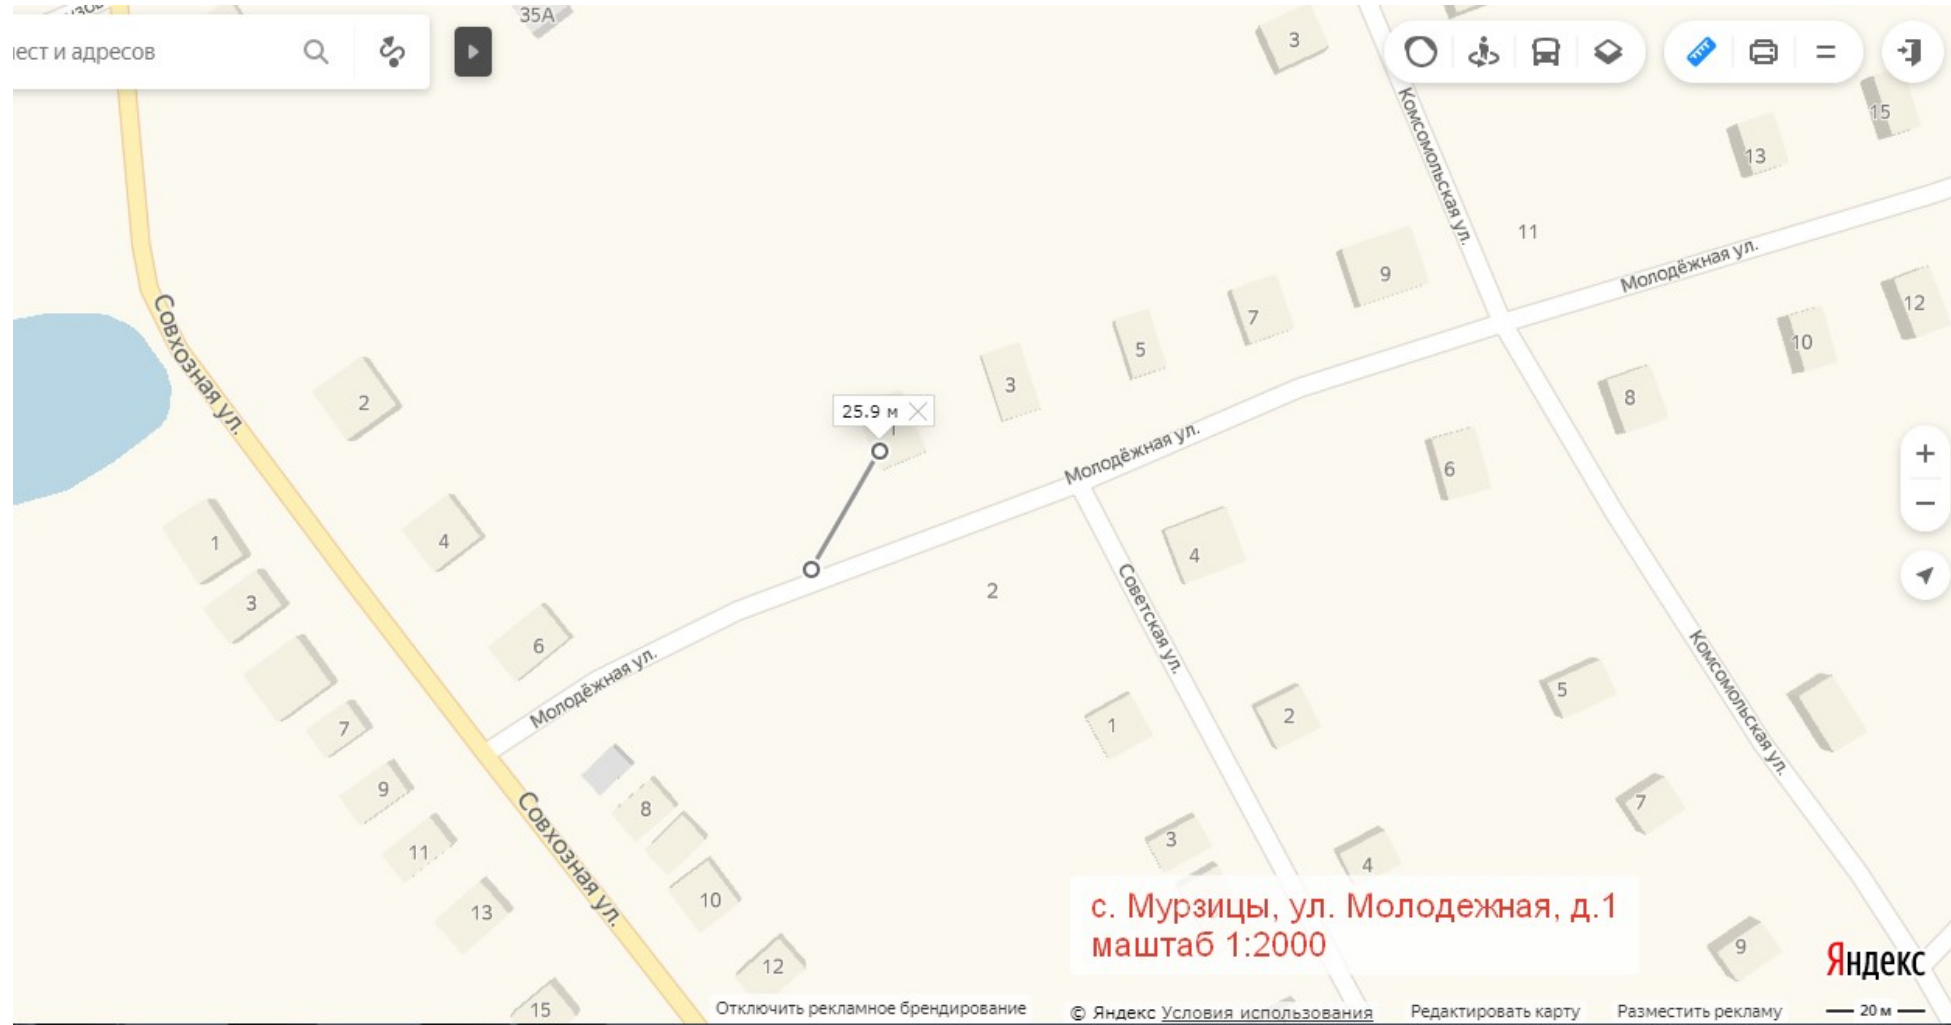 35А
3
ест и адресов
15
13
Комсомольская ул.
11
Молодёжная ул.
9
12
7
10
5
Совхозная ул.
3
8
2
25.9 м
1
Молодёжная ул.
6
4
1
4
2
3
Советская ул.
6
Молодёжная ул.
Комсомольская ул.
5
7
1
2
9
8
7
Совхозная ул.
3
11
4
10
13
с. Мурзицы, ул. Молодежная, д.1
маштаб 1:2000
9
12
Яндекс
15
Отключить рекламное брендирование
© Яндекс Условия использования
Редактировать карту
Разместить рекламу
20 м